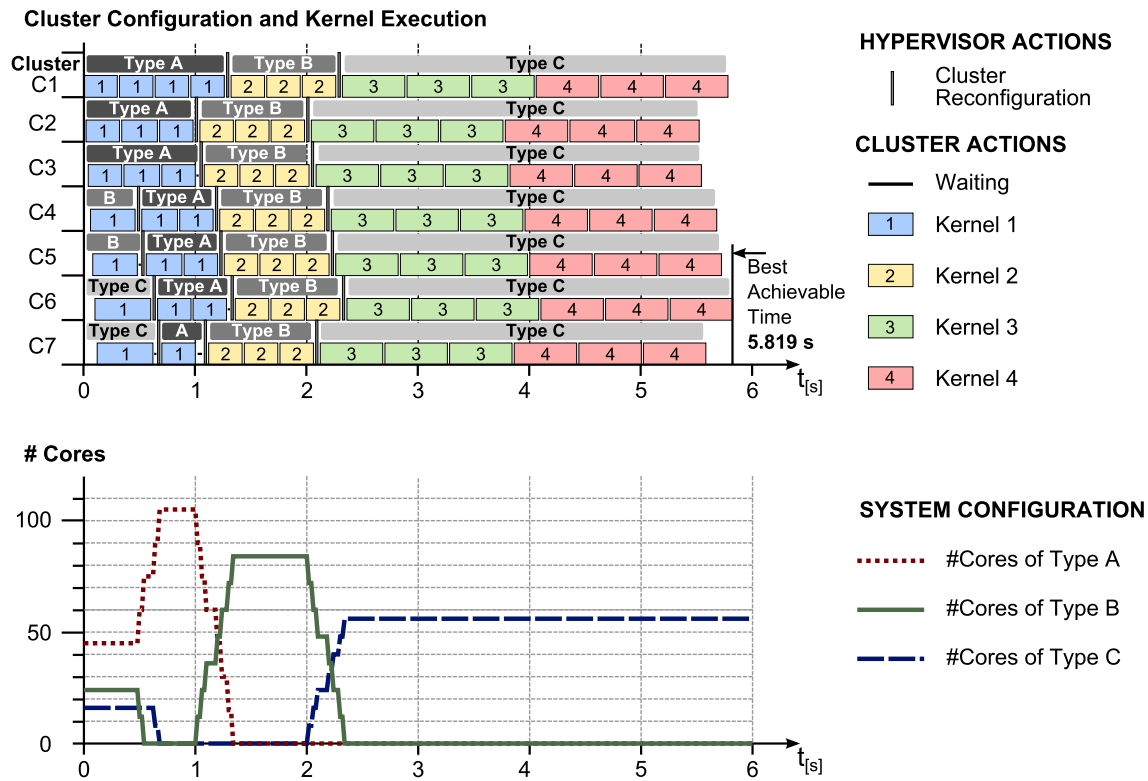 Cluster Configuration and Kernel Execution
Cluster
Type A Type B Type C
C1 1 1 1 1 2 2 2 3 3 3 4 4 4
Type A Type B Type C
C2 1 1 1 2 2 2 3 3 3 4 4 4
Type A Type B Type C
C3 1 1 1 2 2 2 3 3 3 4 4 4
B Type A Type B Type C
C4 1 1 1 2 2 2 3 3 3 4 4 4
B Type A Type B Type C
C5 1 1 1 2 2 2 3 3 3 4 4 4
Type C Type A Type B Type C
C6 1 1 1 2 2 2 3 3 3 4 4 4
Type C A Type B Type C
C7 1 1 2 2 2 3 3 3 4 4 4
Best
Achievable
Time
5.819 s
0 1 2 3 4 5 t[s]
HYPERVISOR ACTIONS
Cluster
Reconfiguration
CLUSTER ACTIONS
Waiting
1 Kernel 1
2 Kernel 2
3 Kernel 3
4 Kernel 4
# Cores
100
50
0
0 1 2 3 4 5 6 t[s]
SYSTEM CONFIGURATION
#Cores of Type A
#Cores of Type B
#Cores of Type C